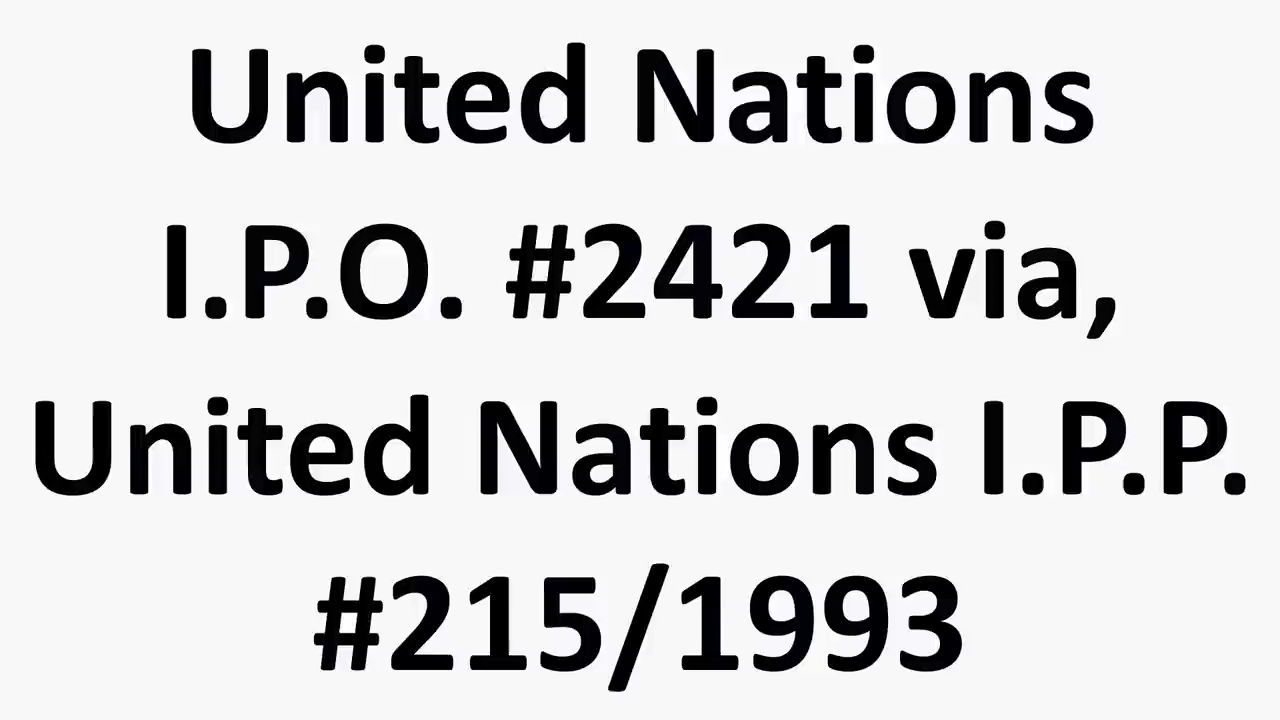 United Nations
I.P.O. #2421 via,
United Nations I.P.P.
#215/1993